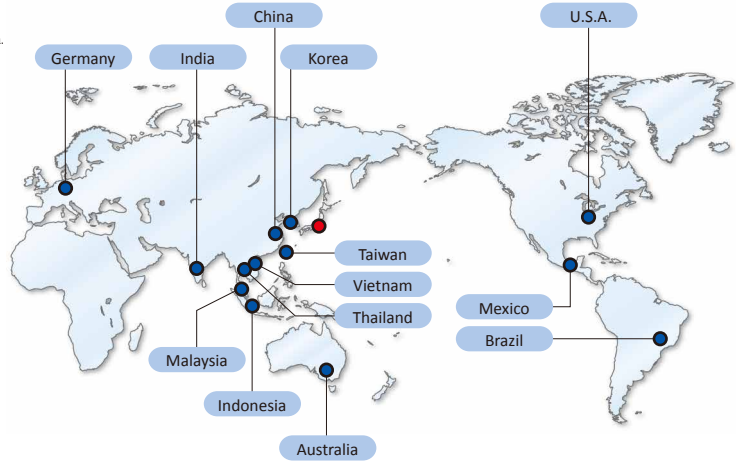 China
U.S.A.
Germany
India
Korea
Taiwan
Vietnam
Mexico
Thailand
Brazil
Malaysia
Indonesia
Australia